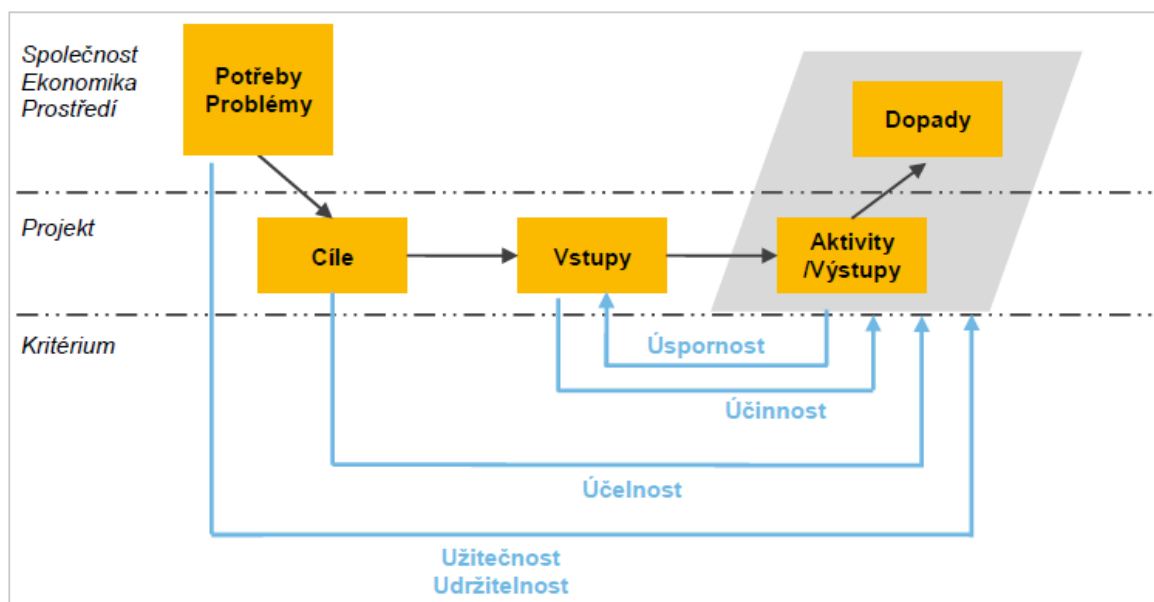 Společnost
Ekonomika
Prostředí
Potřeby
Problémy
Dopady
Projekt
Cíle
Vstupy
Aktivity
/Výstupy
Kritérium
Úspornost
Účinnost
Účelnost
Užitečnost
Udržitelnost